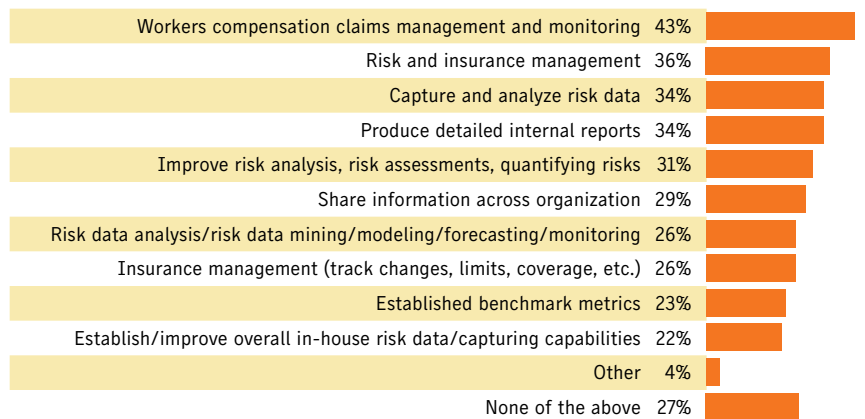 Workers compensation claims management and monitoring 43%
Risk and insurance management 36%
Capture and analyze risk data 34%
Produce detailed internal reports 34%
Improve risk analysis, risk assessments, quantifying risks 31%
Share information across organization 29%
Risk data analysis/risk data mining/modeling/forecasting/monitoring 26%
Insurance management (track changes, limits, coverage, etc.) 26%
Established benchmark metrics 23%
Establish/improve overall in-house risk data/capturing capabilities 22%
Other 4%
None of the above 27%